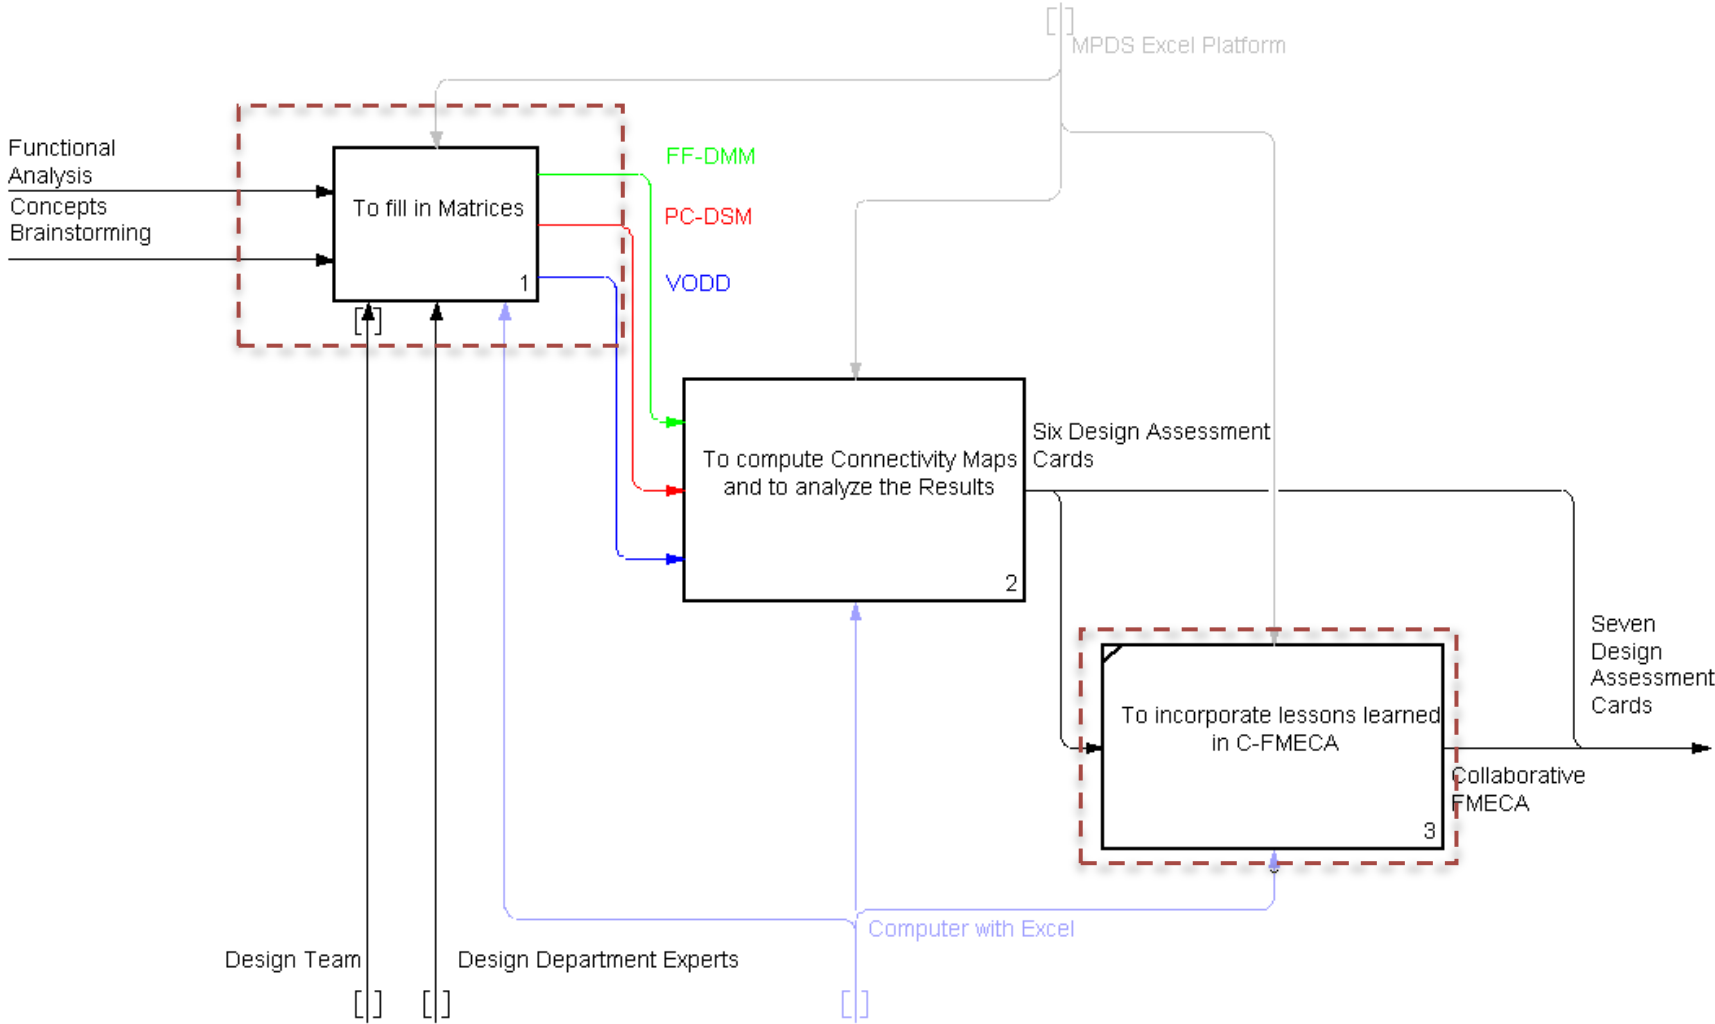 MPDS Excel Platform
Functional
Analysis
Concepts
Brainstorming
To fill in Matrices
1
FF-DMM
PC-DSM
VODD
To compute Connectivity Maps
and to analyze the Results
2
Six Design Assessment
Cards
Seven
Design
Assessment
Cards
To incorporate lessons learned
in C-FMECA
3
Collaborative
FMECA
Computer with Excel
Design Team
Design Department Experts